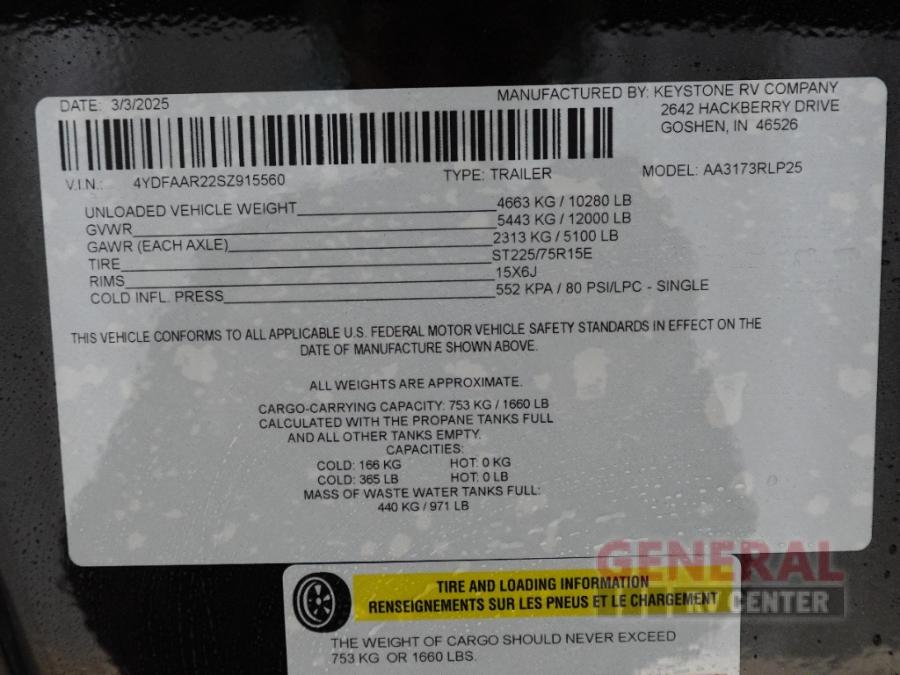 DATE: 3/3/2025
MANUFACTURED BY: KEYSTONE RV COMPANY
2642 HACKBERRY DRIVE
GOSHEN, IN 46526
V.I.N.: 4YDFAAR22SZ915560 TYPE: TRAILER MODEL: AA3173RLP25
UNLOADED VEHICLE WEIGHT 4663 KG / 10280 LB
GVWR 5443 KG / 12000 LB
GAWR (EACH AXLE) 2313 KG / 5100 LB
TIRE ST225/75R15E
RIMS 15X6J
COLD INFL. PRESS 552 KPA / 80 PSI/LPC - SINGLE
THIS VEHICLE CONFORMS TO ALL APPLICABLE U.S. FEDERAL MOTOR VEHICLE SAFETY STANDARDS IN EFFECT ON THE
DATE OF MANUFACTURE SHOWN ABOVE.
ALL WEIGHTS ARE APPROXIMATE.
CARGO-CARRYING CAPACITY: 753 KG / 1660 LB
CALCULATED WITH THE PROPANE TANKS FULL
AND ALL OTHER TANKS EMPTY.
CAPACITIES:
COLD: 166 KG HOT: 0 KG
COLD: 365 LB HOT: 0 LB
MASS OF WASTE WATER TANKS FULL:
440 KG / 971 LB
GENERAL
RV CENTER
TIRE AND LOADING INFORMATION
RENSEIGNEMENTS SUR LES PNEUS ET LE CHARGEMENT
THE WEIGHT OF CARGO SHOULD NEVER EXCEED
753 KG OR 1660 LBS.